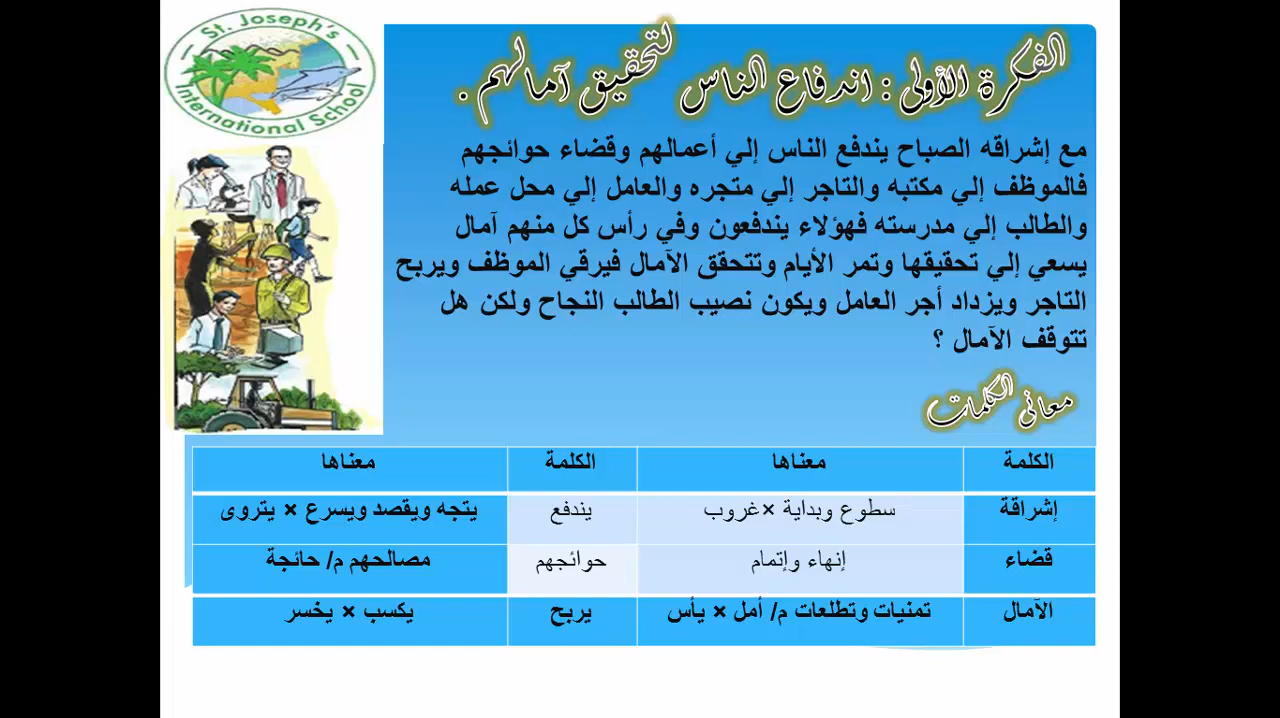 St. Joseph's
International School
الفكرة الأولى : اندفاع الناس لتحقيق آمالهم .
مع إشراقه الصباح يندفع الناس إلي أعمالهم وقضاء حوائجهم
فالموظف إلي مكتبه والتاجر إلي متجره والعامل إلي محل عمله
والطالب إلي مدرسته فهؤلاء يندفعون وفي رأس كل منهم آمال
يسعي إلي تحقيقها وتمر الأيام وتتحقق الآمال فيرقي الموظف ويربح
التاجر ويزداد أجر العامل ويكون نصيب الطالب النجاح ولكن هل
تتوقف الآمال ؟
معانى الكلمات
الكلمة معناها الكلمة معناها
إشراقة سطوع وبداية ×غروب يندفع يتجه ويقصد ويسرع × يتروى
قضاء إنهاء وإتمام حوائجهم مصالحهم م/ حائجة
الآمال تمنيات وتطلعات م/ أمل × يأس يربح يكسب × يخسر